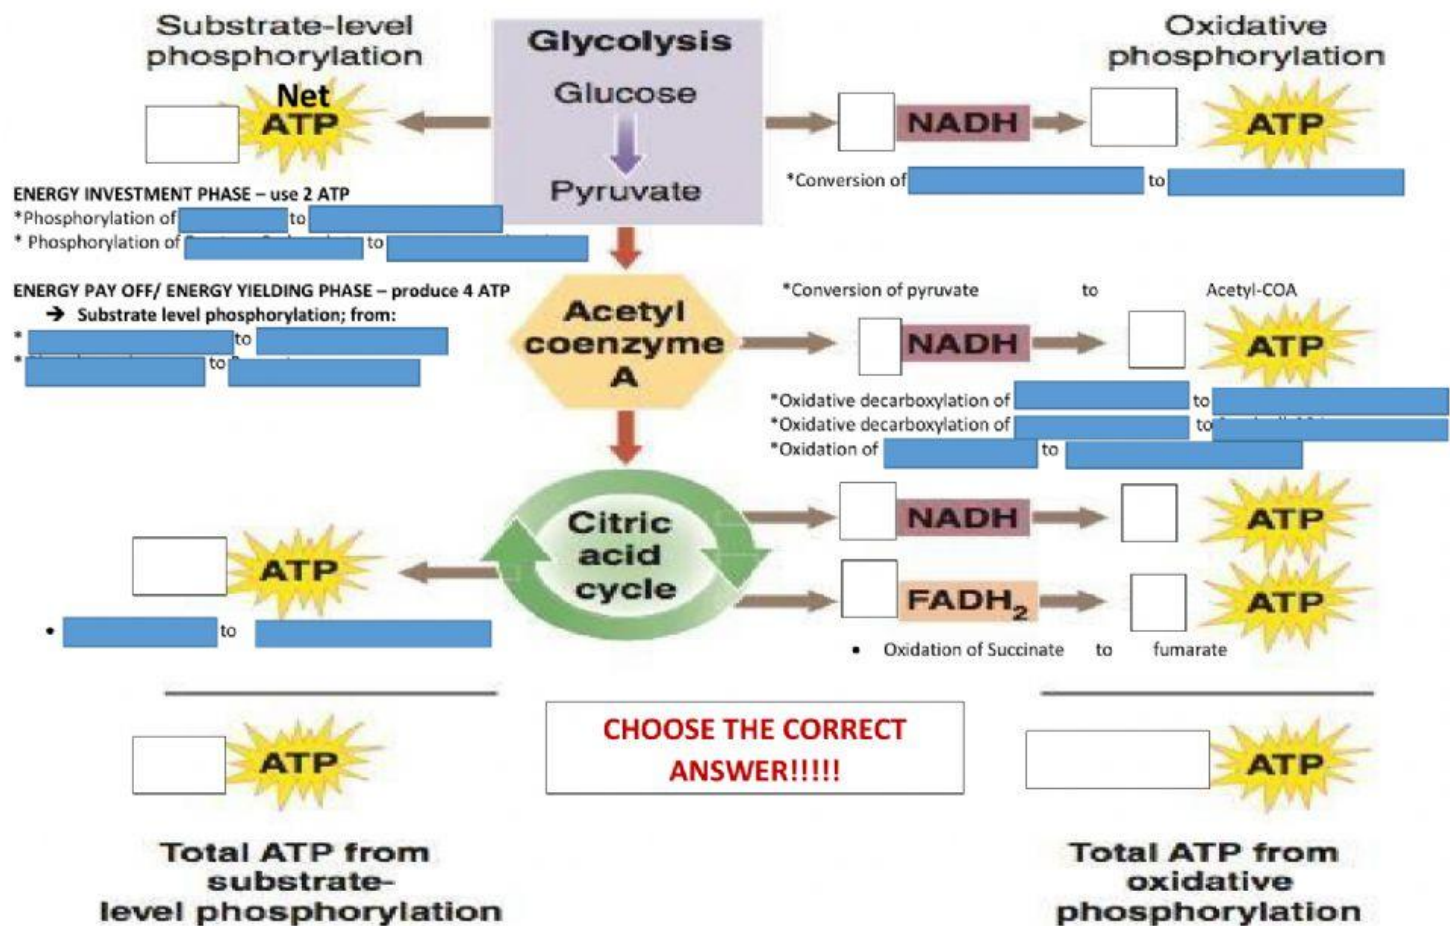 Substrate-level
phosphorylation
Net
ATP
Glycolysis
Glucose
Pyruvate
Oxidative
phosphorylation
NADH
ATP
*Conversion of to
ENERGY INVESTMENT PHASE – use 2 ATP
*Phosphorylation of to
* Phosphorylation of to
ENERGY PAY OFF/ ENERGY YIELDING PHASE – produce 4 ATP
→ Substrate level phosphorylation; from:
* to
* to
Acetyl
coenzyme
A
*Conversion of pyruvate to Acetyl-COA
NADH
ATP
*Oxidative decarboxylation of to
*Oxidative decarboxylation of to
*Oxidation of to
Citric
acid
cycle
ATP
• to
NADH
ATP
FADH2
ATP
• Oxidation of Succinate to fumarate
CHOOSE THE CORRECT
ANSWER!!!!!
ATP
Total ATP from
substrate-
level phosphorylation
ATP
Total ATP from
oxidative
phosphorylation